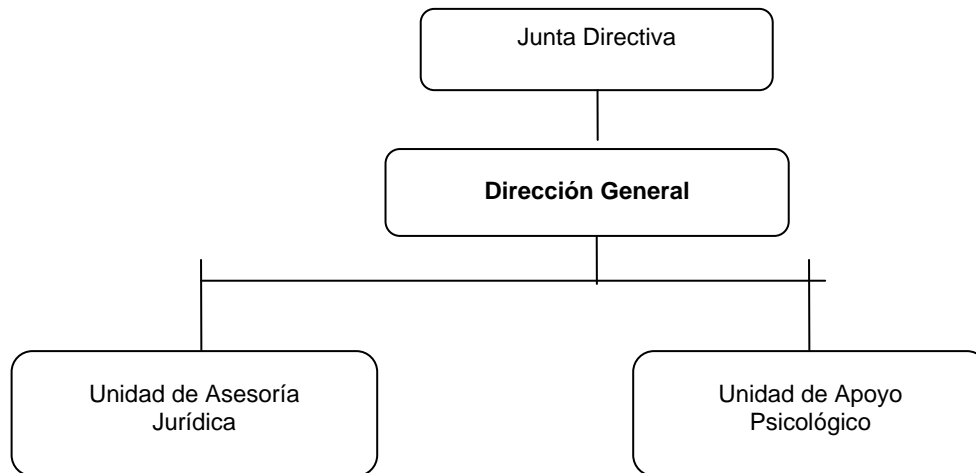 Junta Directiva
Dirección General
Unidad de Asesoría
Jurídica
Unidad de Apoyo
Psicológico